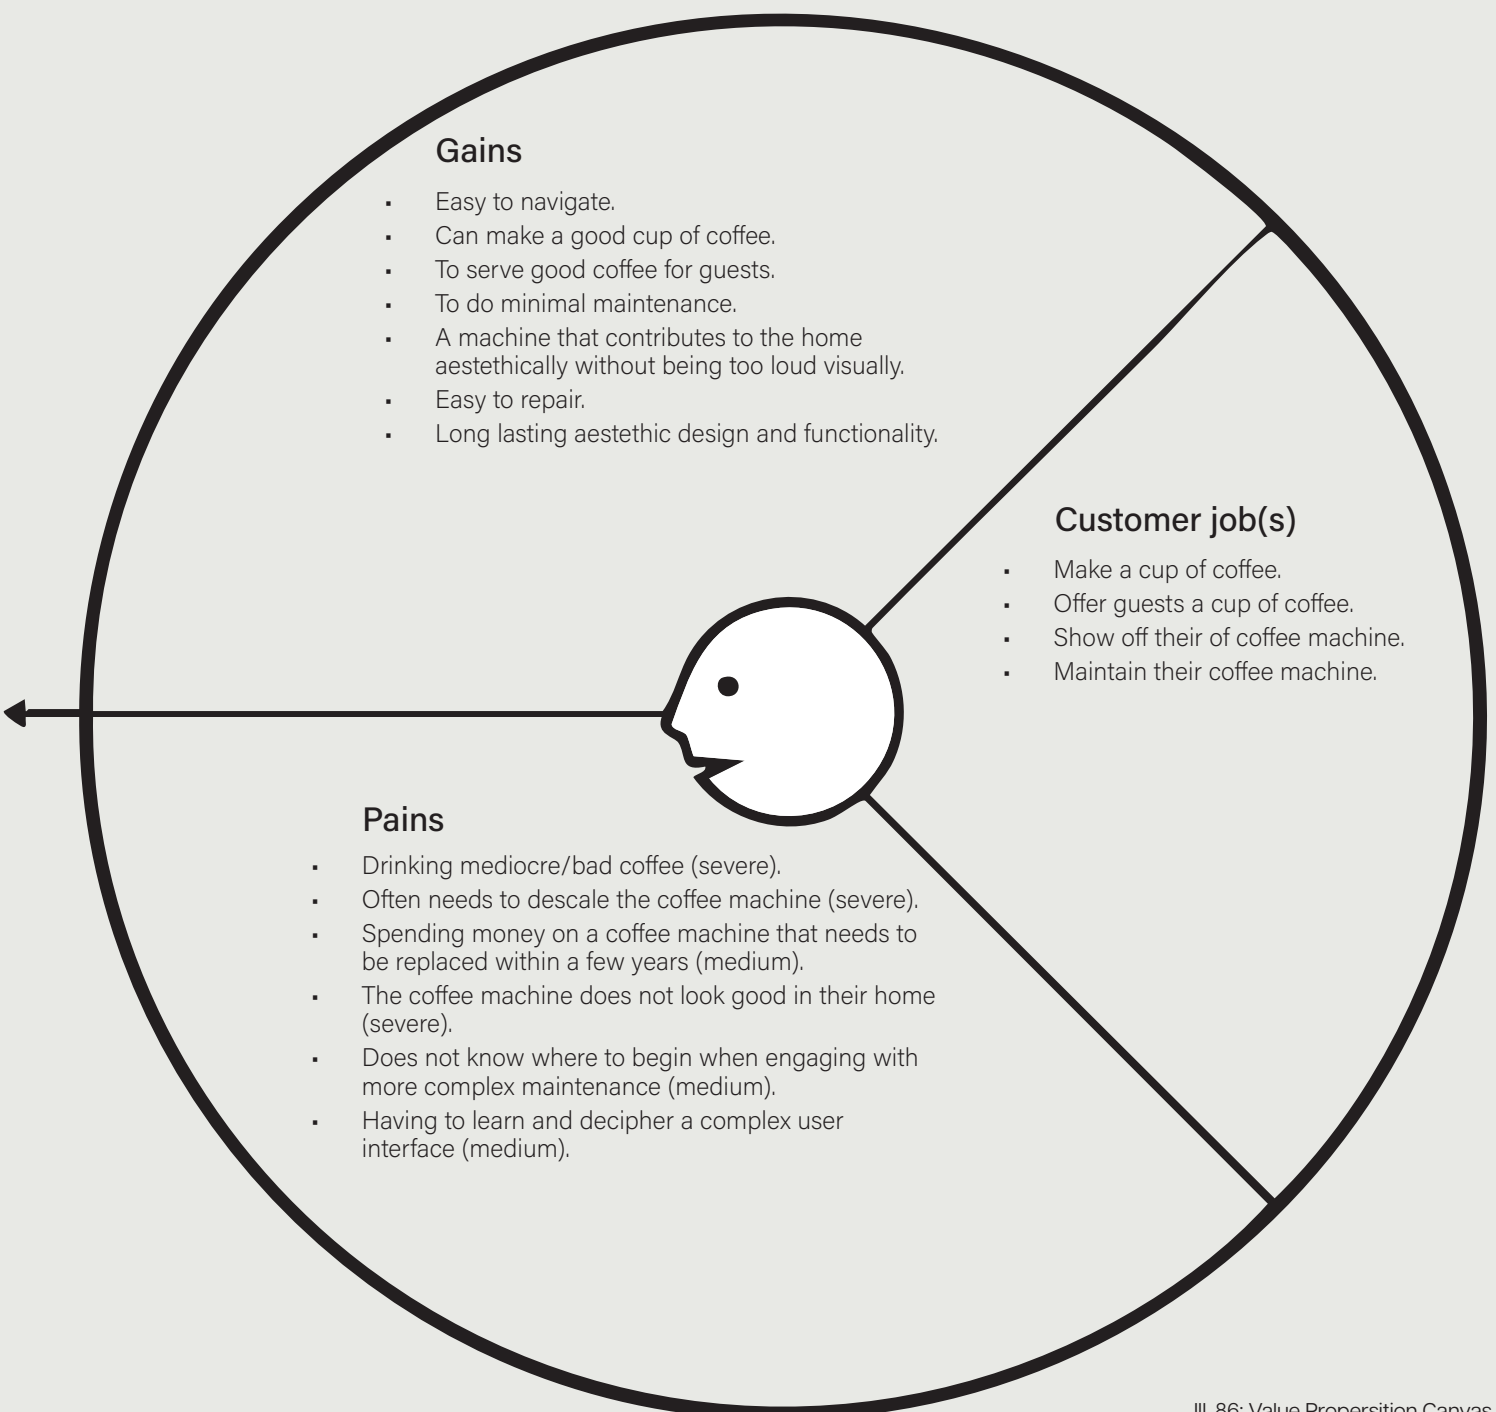 Gains
▪ Easy to navigate.
▪ Can make a good cup of coffee.
▪ To serve good coffee for guests.
▪ To do minimal maintenance.
▪ A machine that contributes to the home
aestethically without being too loud visually.
▪ Easy to repair.
▪ Long lasting aestethic design and functionality.
Customer job(s)
▪ Make a cup of coffee.
▪ Offer guests a cup of coffee.
▪ Show off their of coffee machine.
▪ Maintain their coffee machine.
Pains
▪ Drinking mediocre/bad coffee (severe).
▪ Often needs to descale the coffee machine (severe).
▪ Spending money on a coffee machine that needs to
be replaced within a few years (medium).
▪ The coffee machine does not look good in their home
(severe).
▪ Does not know where to begin when engaging with
more complex maintenance (medium).
▪ Having to learn and decipher a complex user
interface (medium).
Ill. 86: Value Propersition Canvas